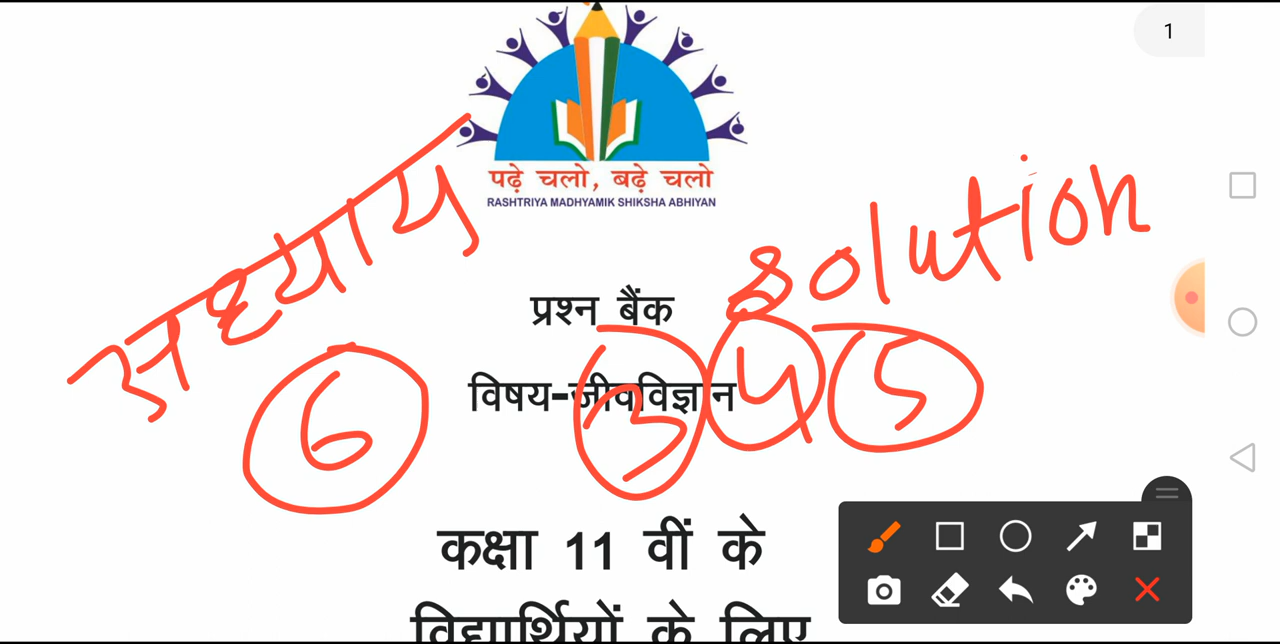 1
पढ़े चलो, बढ़े चलो
RASHTRIYA MADHYAMIK SHIKSHA ABHIYAN
अध्याय
solution
प्रश्न बैंक
6
विषय-जीवविज्ञान
3 4 5
कक्षा 11 वीं के
विद्यार्थियों के लिए